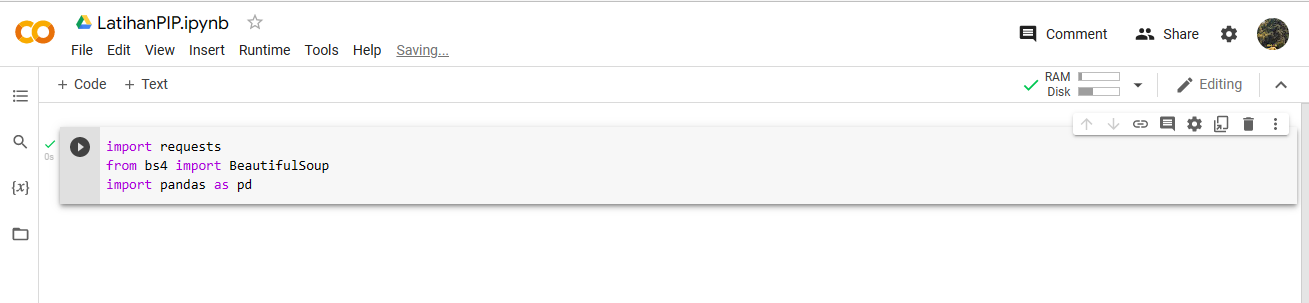 LatihanPIP.ipynb
File Edit View Insert Runtime Tools Help Saving...
Comment Share
+ Code + Text
RAM
Disk
Editing
0s
import requests
from bs4 import BeautifulSoup
import pandas as pd
{x}